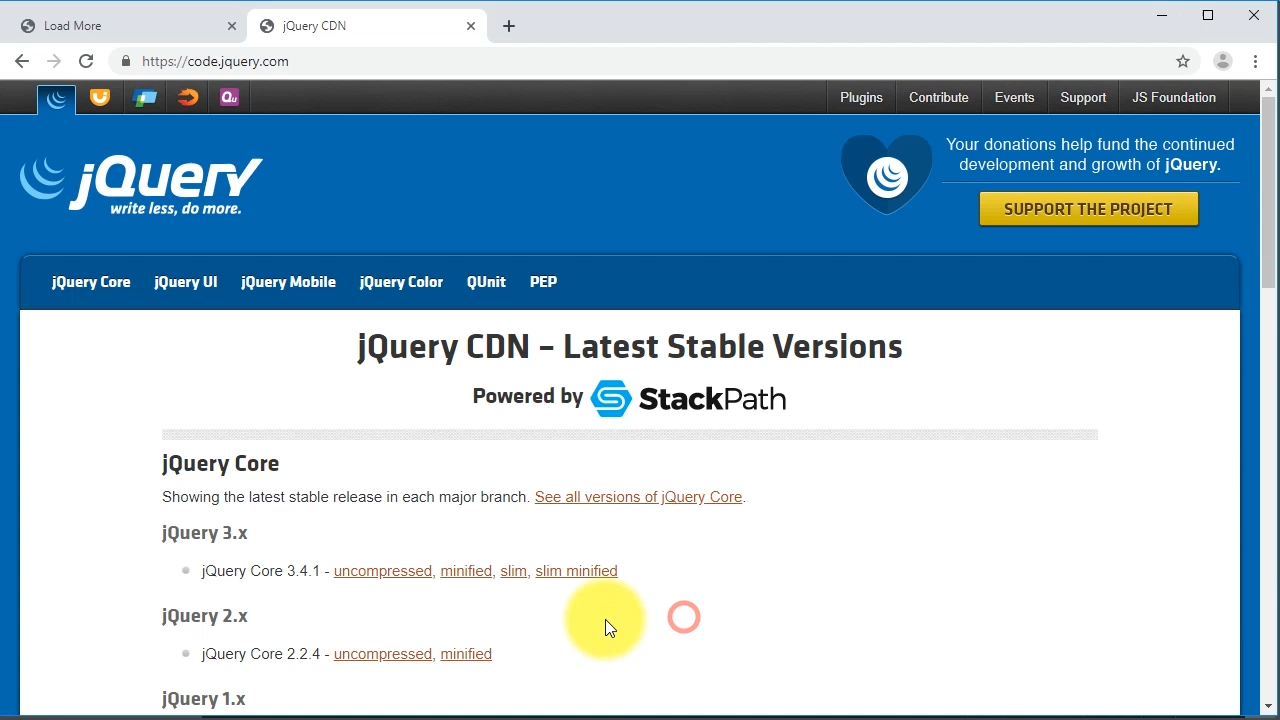 Load More
jQuery CDN
https://code.jquery.com
Qu
Plugins
Contribute
Events
Support
JS Foundation
jQuery
write less, do more.
Your donations help fund the continued
development and growth of jQuery.
SUPPORT THE PROJECT
jQuery Core
jQuery UI
jQuery Mobile
jQuery Color
QUnit
PEP
jQuery CDN – Latest Stable Versions
Powered by StackPath
jQuery Core
Showing the latest stable release in each major branch. See all versions of jQuery Core.
jQuery 3.x
jQuery Core 3.4.1 - uncompressed, minified, slim, slim minified
jQuery 2.x
jQuery Core 2.2.4 - uncompressed, minified
jQuery 1.x